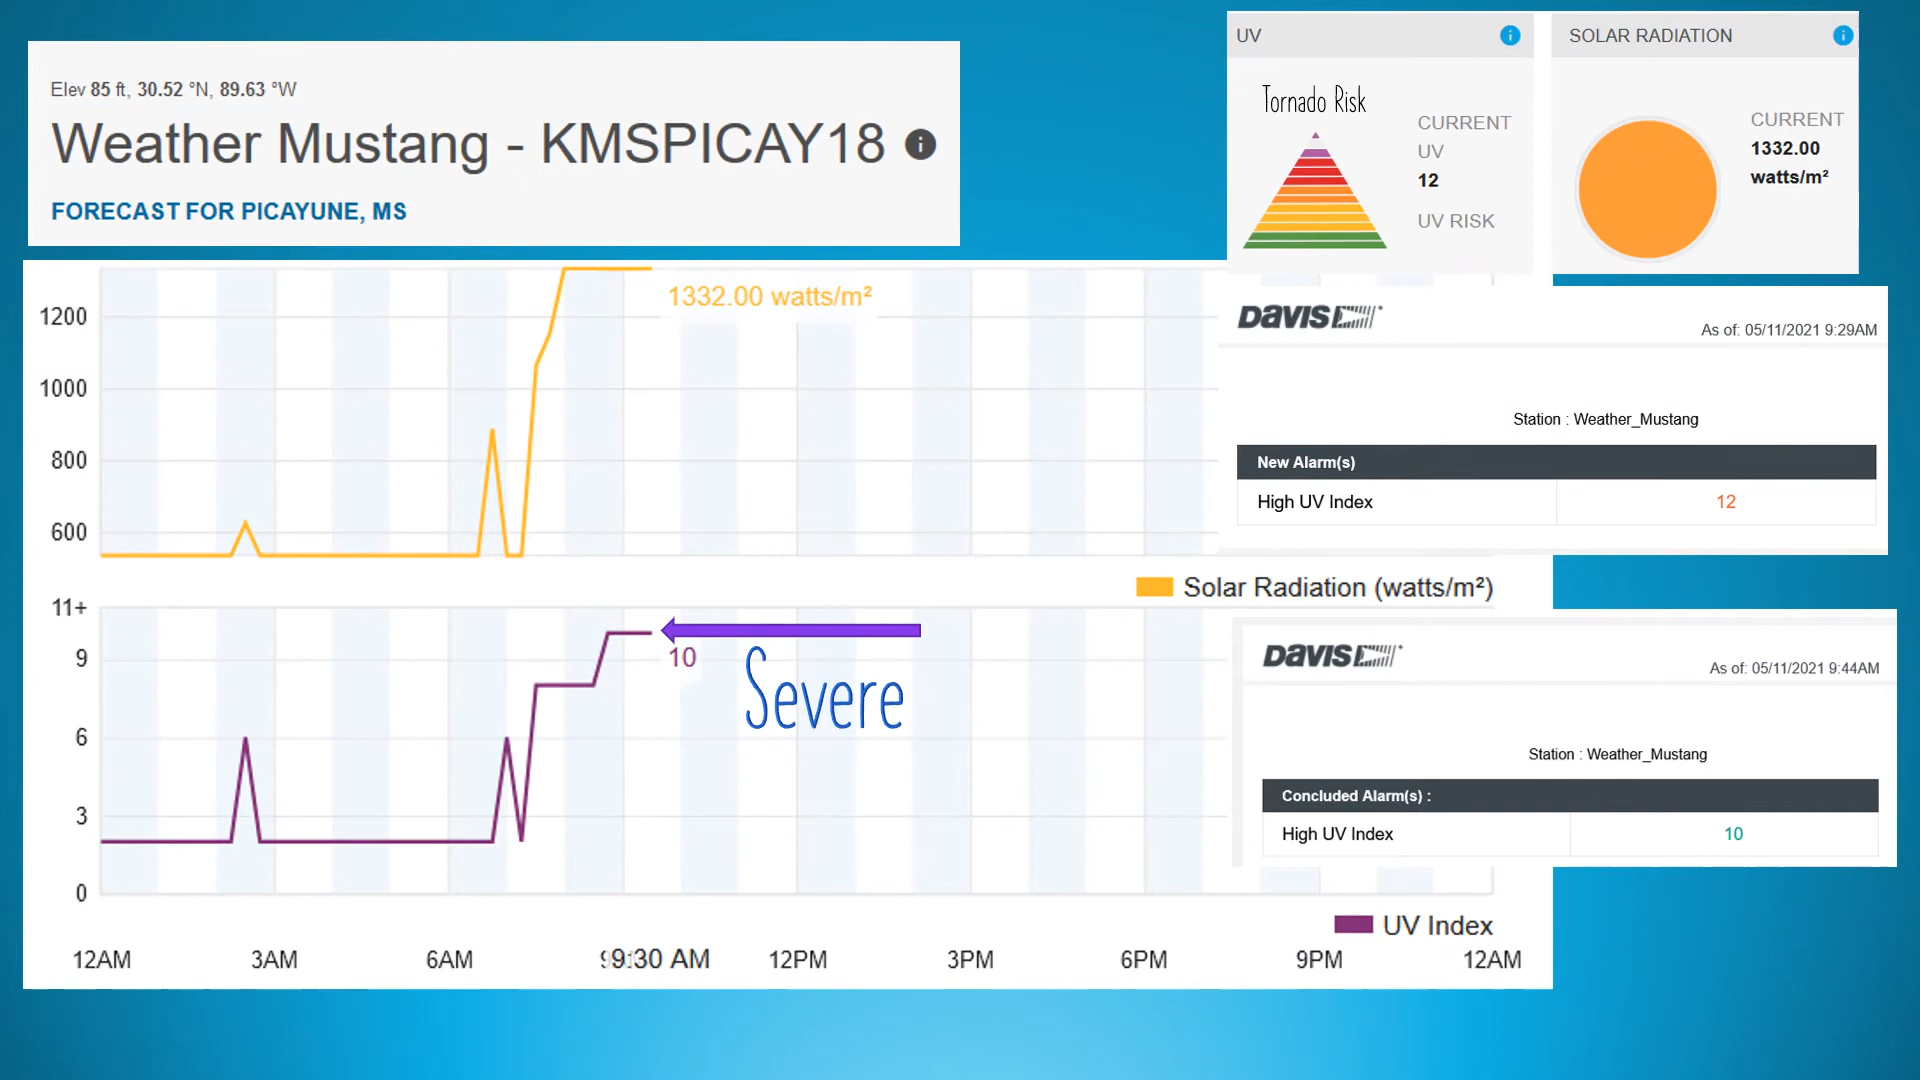 Elev 85 ft, 30.52 °N, 89.63 °W
Weather Mustang - KMSPICAY18
FORECAST FOR PICAYUNE, MS
UV
Tornado Risk
CURRENT
UV
12
UV RISK
SOLAR RADIATION
CURRENT
1332.00
watts/m²
1332.00 watts/m²
1200
1000
800
600
Solar Radiation (watts/m²)
11+
9
6
3
0
10
Severe
UV Index
12AM 3AM 6AM 9:30 AM 12PM 3PM 6PM 9PM 12AM
DAVIS
As of: 05/11/2021 9:29AM
Station : Weather_Mustang
New Alarm(s)
High UV Index 12
DAVIS
As of: 05/11/2021 9:44AM
Station : Weather_Mustang
Concluded Alarm(s) :
High UV Index 10